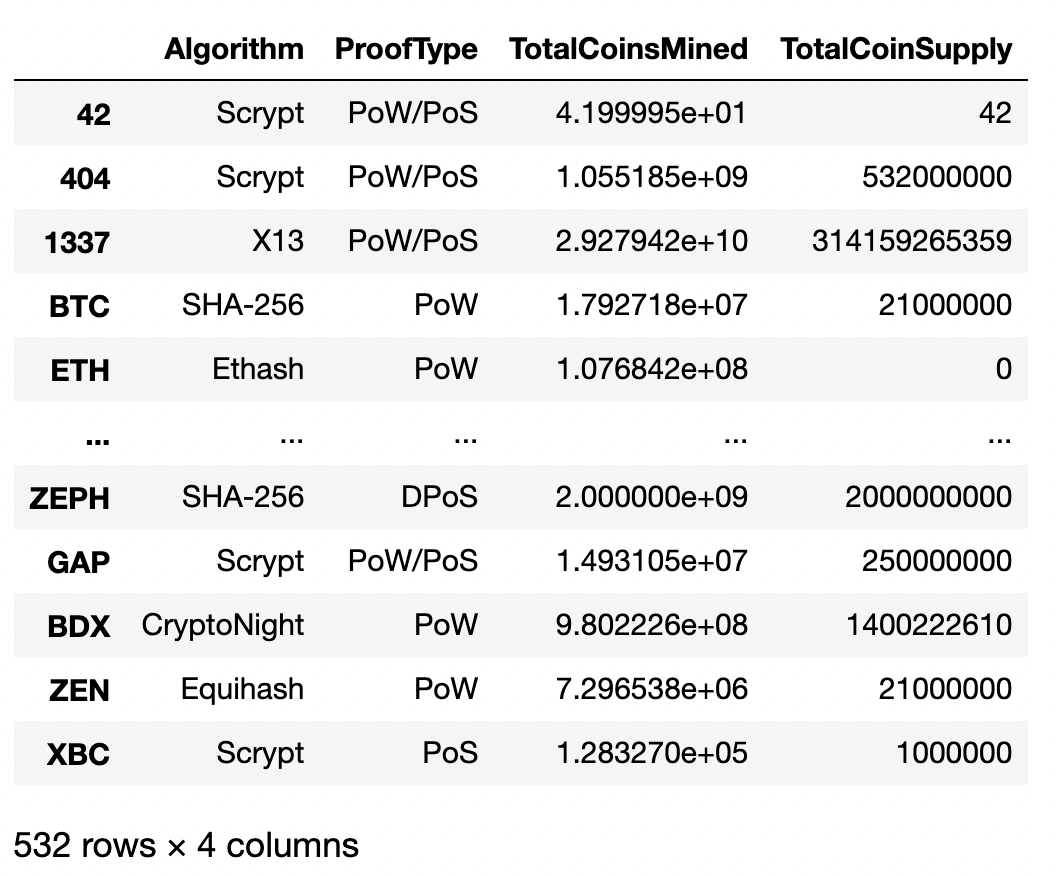 Algorithm ProofType TotalCoinsMined TotalCoinSupply
42 Scrypt PoW/PoS 4.199995e+01 42
404 Scrypt PoW/PoS 1.055185e+09 532000000
1337 X13 PoW/PoS 2.927942e+10 314159265359
BTC SHA-256 PoW 1.792718e+07 21000000
ETH Ethash PoW 1.076842e+08 0
... ... ... ... ...
ZEPH SHA-256 DPoS 2.000000e+09 2000000000
GAP Scrypt PoW/PoS 1.493105e+07 250000000
BDX CryptoNight PoW 9.802226e+08 1400222610
ZEN Equihash PoW 7.296538e+06 21000000
XBC Scrypt PoS 1.283270e+05 1000000
532 rows × 4 columns